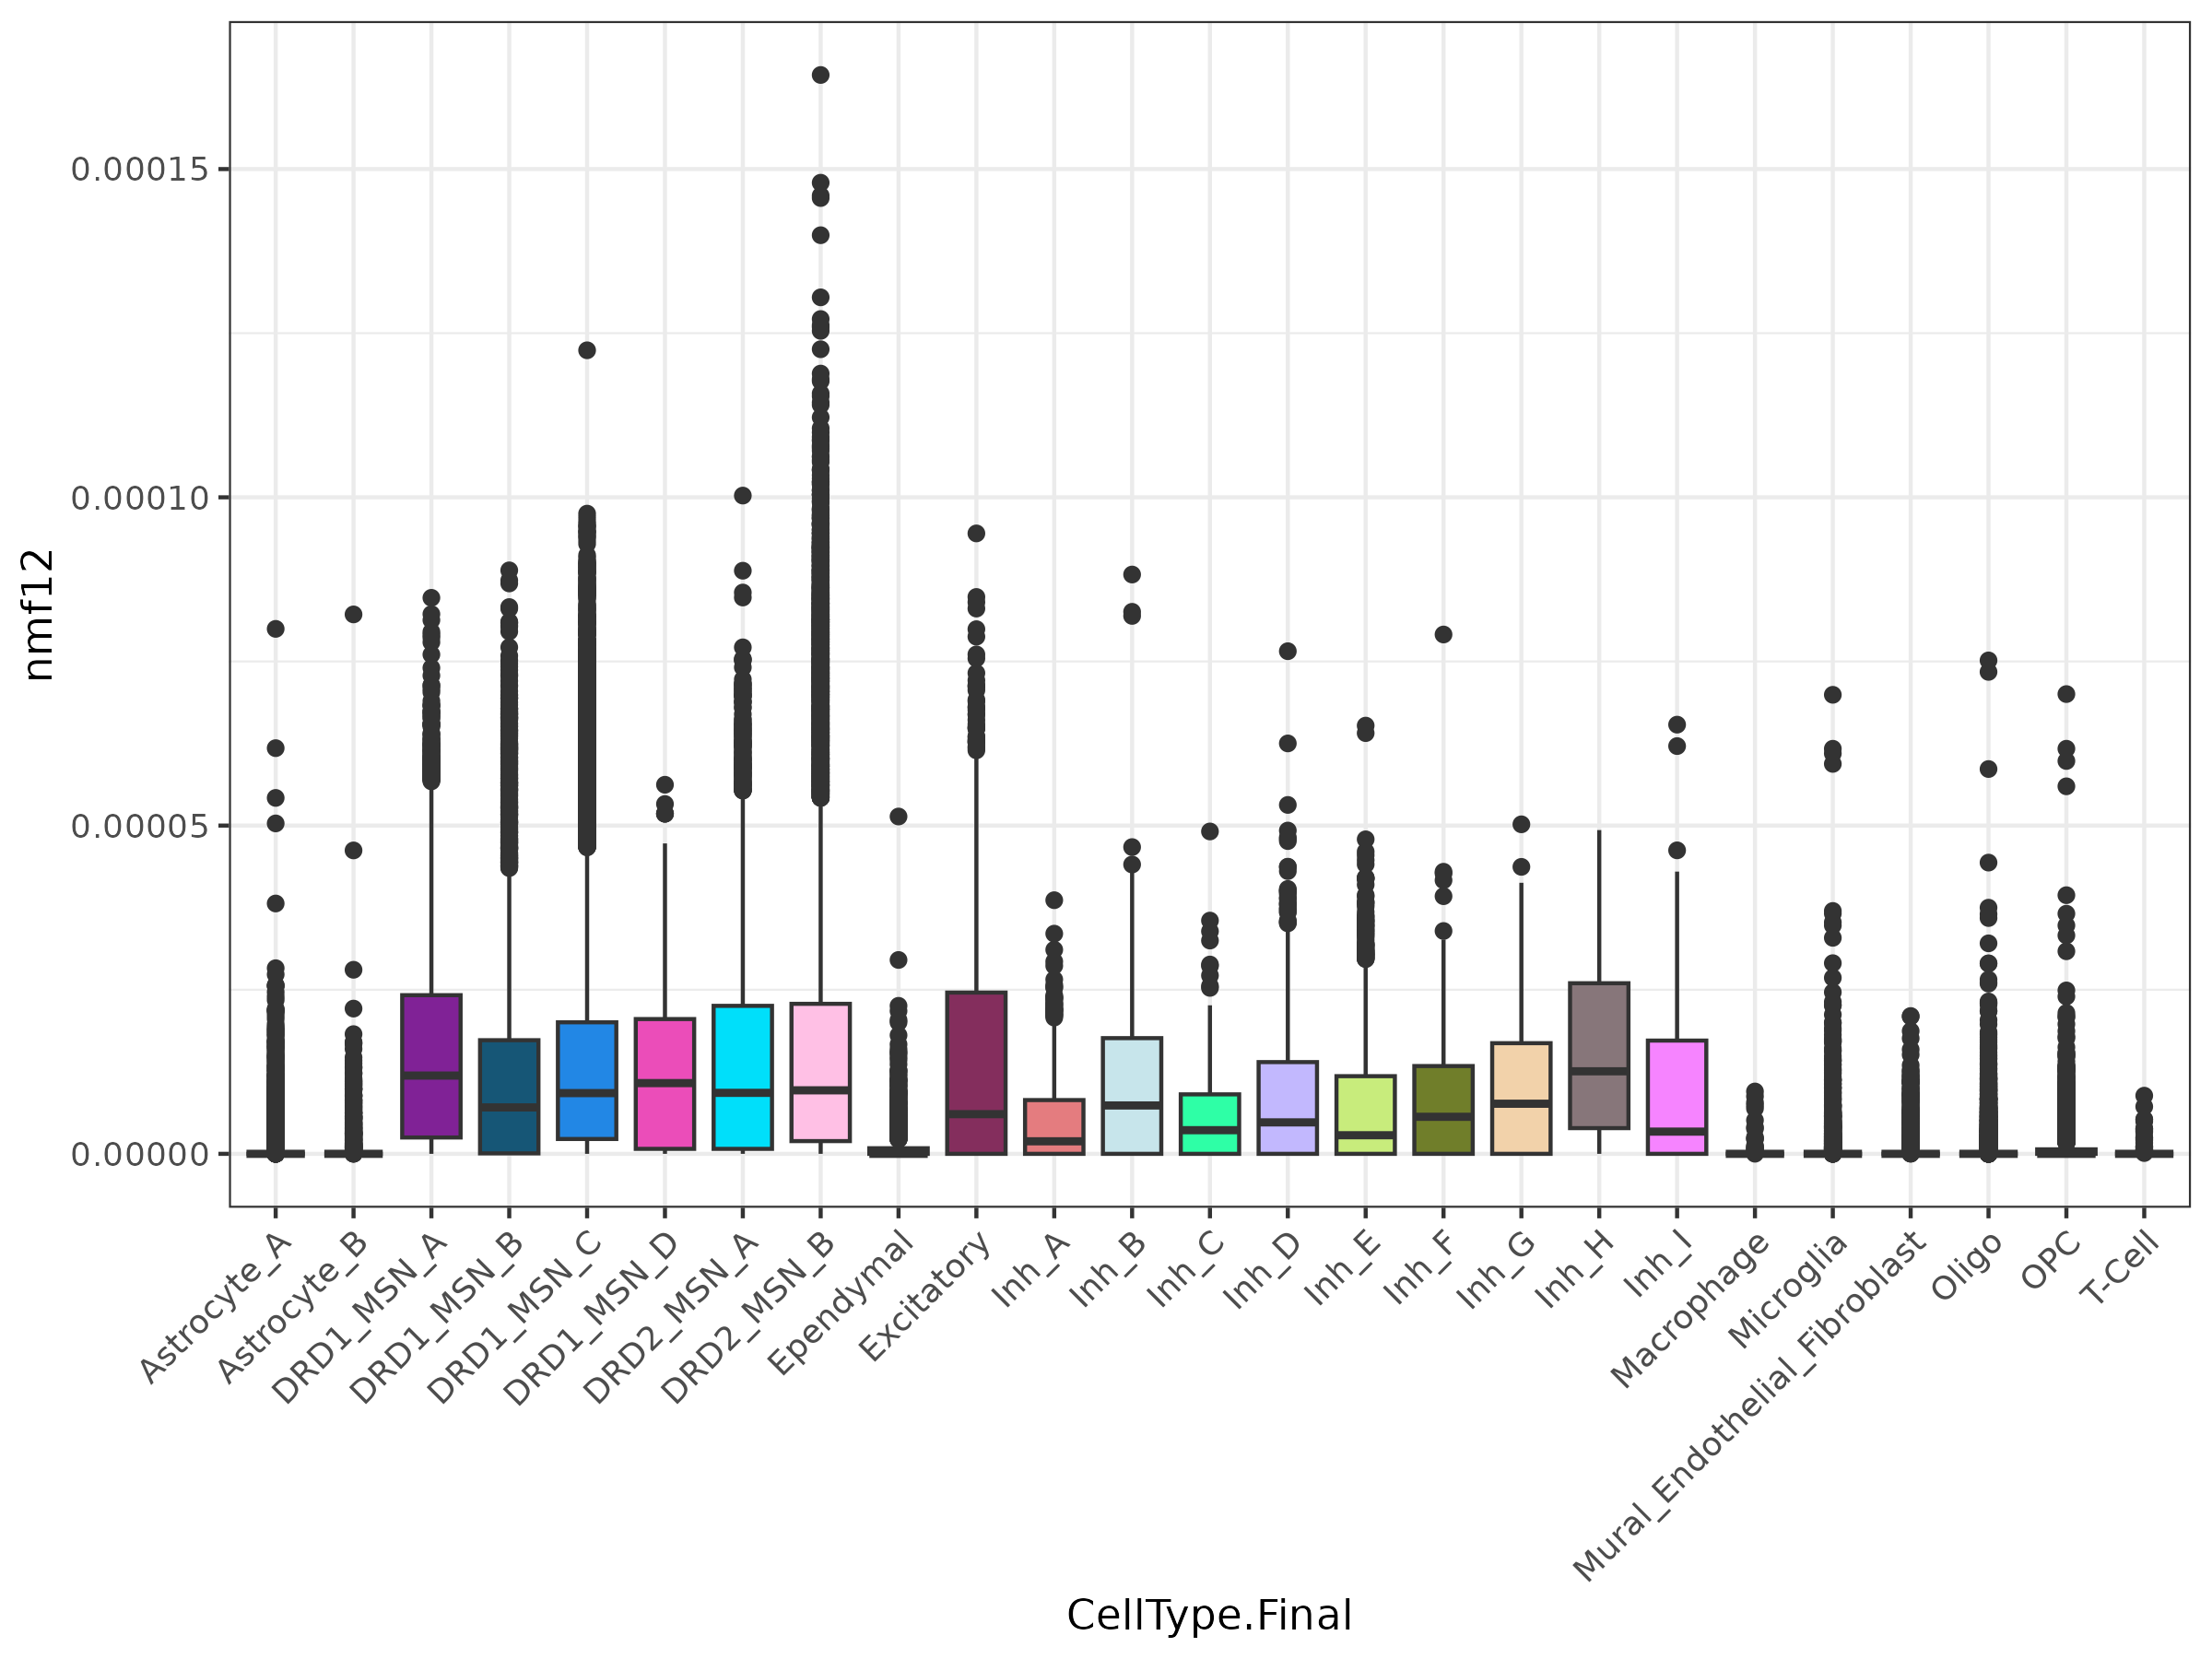 0.00015
0.00010
0.00005
0.00000
nmf12
Astrocyte_A
Astrocyte_B
DRD1_MSN_A
DRD1_MSN_B
DRD1_MSN_C
DRD1_MSN_D
DRD2_MSN_A
DRD2_MSN_B
Ependymal
Excitatory
Inh_A
Inh_B
Inh_C
Inh_D
Inh_E
Inh_F
Inh_G
Inh_H
Inh_I
Macrophage
Microglia
Mural_Endothelial_Fibroblast
Oligo
OPC
T-Cell
CellType.Final